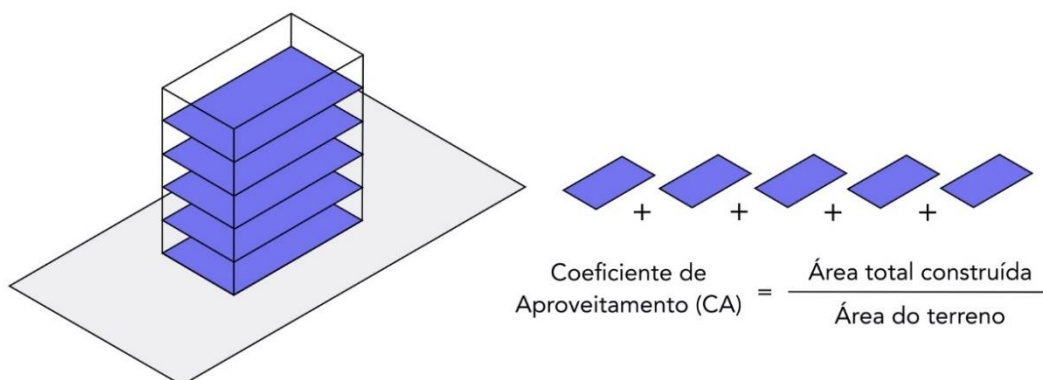 + + + +
Coeficiente de
Aproveitamento (CA)
=
Área total construída
Área do terreno